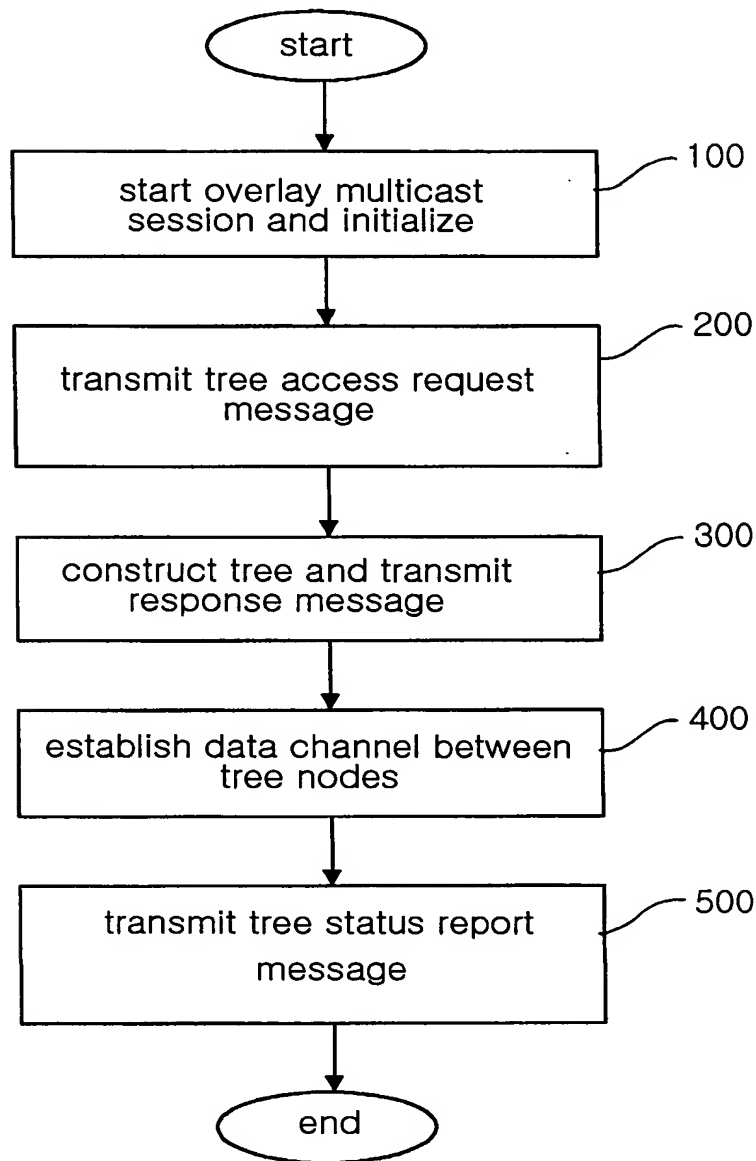 start
100
start overlay multicast
session and initialize
200
transmit tree access request
message
300
construct tree and transmit
response message
400
establish data channel between
tree nodes
500
transmit tree status report
message
end